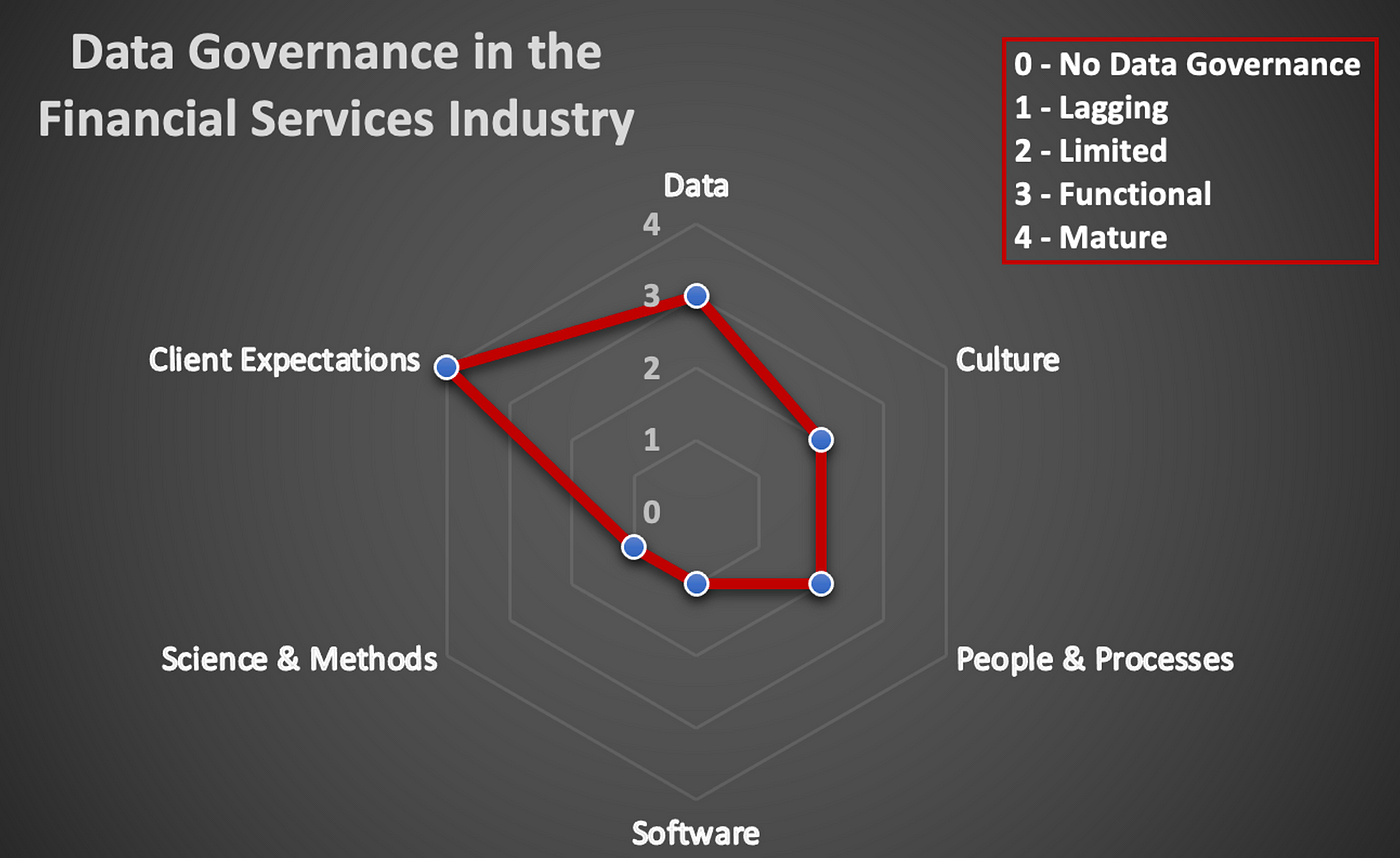 Data Governance in the
Financial Services Industry
0 - No Data Governance
1 - Lagging
2 - Limited
3 - Functional
4 - Mature
Data
4
3
2
1
0
Client Expectations
Culture
Science & Methods
People & Processes
Software